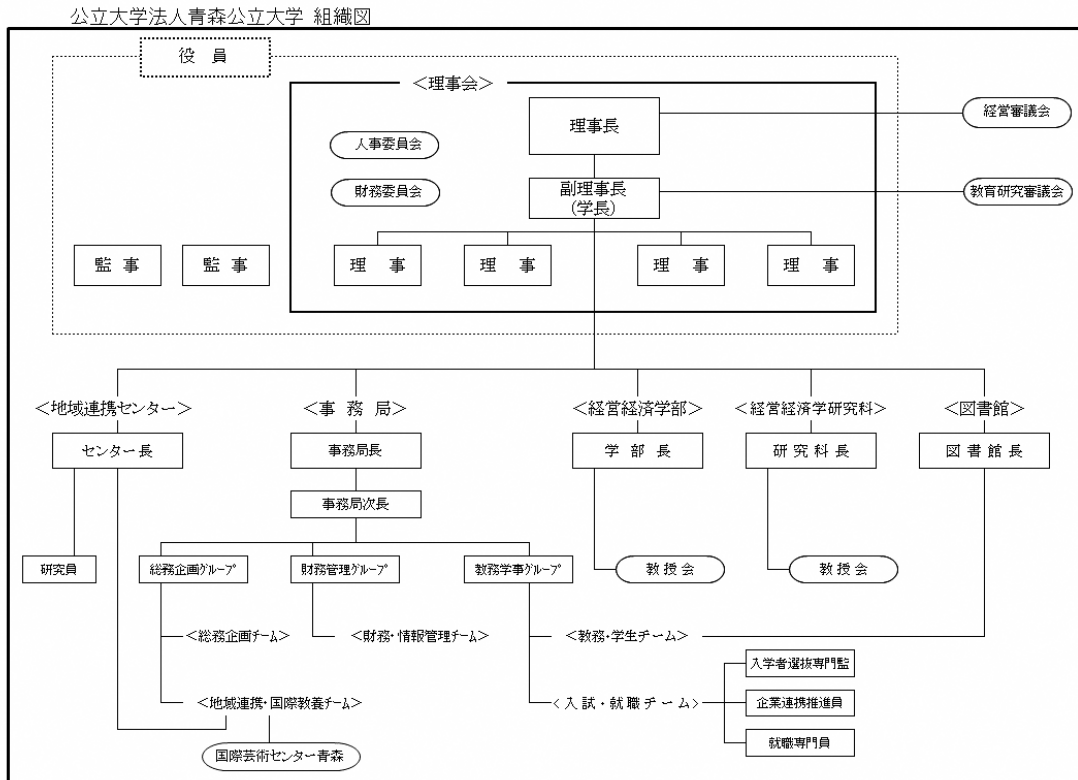 公立大学法人青森公立大学 組織図
役 員
＜理事会＞
理事長
経営審議会
人事委員会
財務委員会
副理事長
(学長)
教育研究審議会
監 事
監 事
理 事
理 事
理 事
理 事
＜地域連携センター＞
＜事 務 局＞
＜経営経済学部＞
＜経営経済学研究科＞
＜図書館＞
センター長
事務局長
学 部 長
研 究 科 長
図 書 館 長
事務局次長
研究員
総務企画グループ
財務管理グループ
教務学事グループ
教 授 会
教 授 会
＜総務企画チーム＞
＜財務・情報管理チーム＞
＜教務・学生チーム＞
入学者選抜専門監
＜地域連携・国際教養チーム＞
＜入試・就職チーム＞
企業連携推進員
国際芸術センター青森
就職専門員